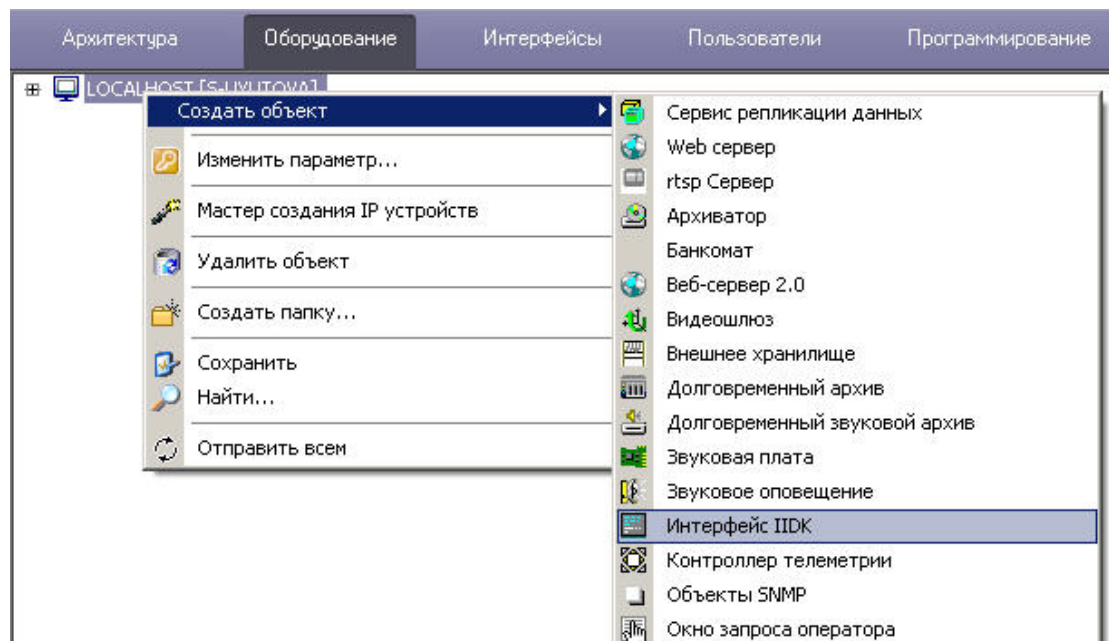 Архитектура Оборудование Интерфейсы Пользователи Программирование
LOCALHOST [S-UYUTOVA]
Создать объект
Изменить параметр...
Мастер создания IP устройств
Удалить объект
Создать папку...
Сохранить
Найти...
Отправить всем
Сервис репликации данных
Web сервер
rtsp Сервер
Архиватор
Банкомат
Веб-сервер 2.0
Видеошлюз
Внешнее хранилище
Долговременный архив
Долговременный звуковой архив
Звуковая плата
Звуковое оповещение
Интерфейс IIDK
Контроллер телеметрии
Объекты SNMP
Окно запроса оператора